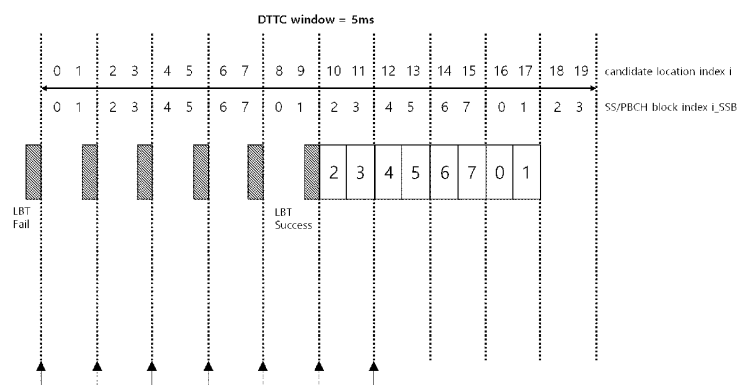 DTTC window = 5ms
0 1 2 3 4 5 6 7 8 9 10 11 12 13 14 15 16 17 18 19 candidate location index i
0 1 2 3 4 5 6 7 0 1 2 3 4 5 6 7 0 1 2 3 SS/PBCH block index i_SSB
2 3 4 5 6 7 0 1
LBT
Fail
LBT
Success